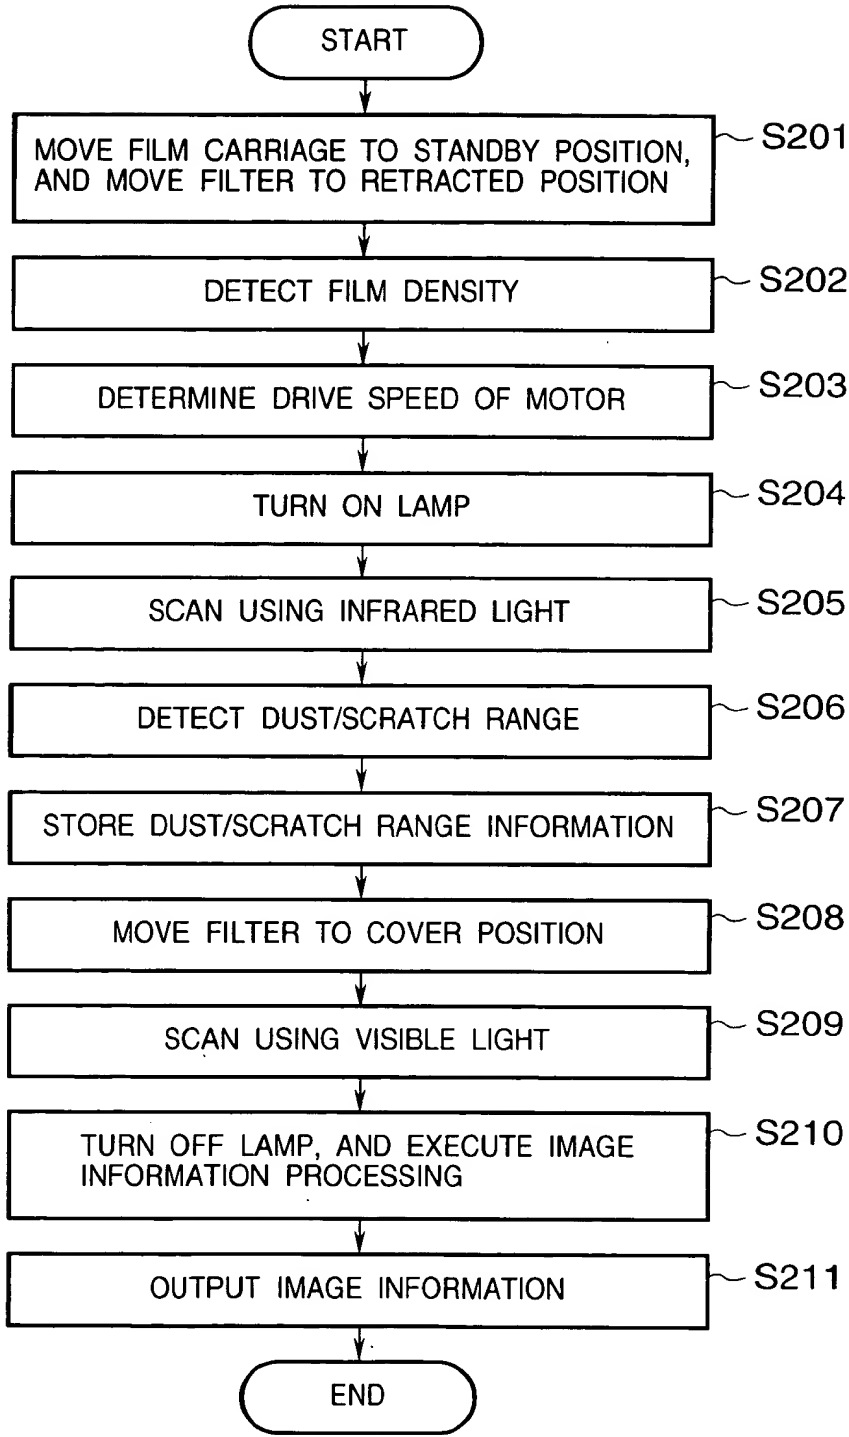 START
MOVE FILM CARRIAGE TO STANDBY POSITION,
AND MOVE FILTER TO RETRACTED POSITION
S201
DETECT FILM DENSITY
S202
DETERMINE DRIVE SPEED OF MOTOR
S203
TURN ON LAMP
S204
SCAN USING INFRARED LIGHT
S205
DETECT DUST/SCRATCH RANGE
S206
STORE DUST/SCRATCH RANGE INFORMATION
S207
MOVE FILTER TO COVER POSITION
S208
SCAN USING VISIBLE LIGHT
S209
TURN OFF LAMP, AND EXECUTE IMAGE
INFORMATION PROCESSING
S210
OUTPUT IMAGE INFORMATION
S211
END